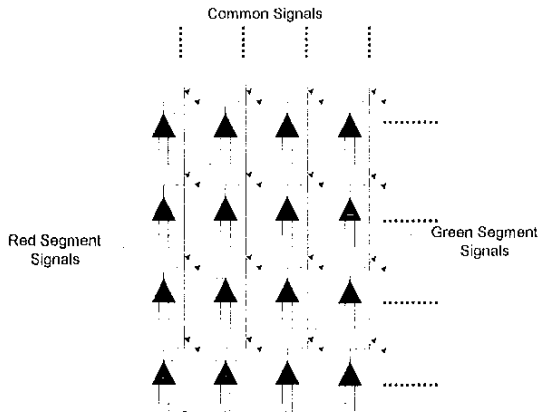 Common Signals
Red Segment
Signals
Green Segment
Signals